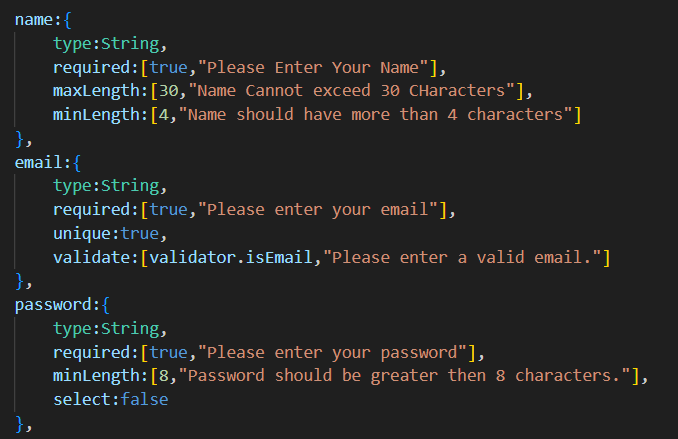 name:{
type:String,
required:[true,"Please Enter Your Name"],
maxLength:[30,"Name Cannot exceed 30 CHaracters"],
minLength:[4,"Name should have more than 4 characters"]
},
email:{
type:String,
required:[true,"Please enter your email"],
unique:true,
validate:[validator.isEmail,"Please enter a valid email."]
},
password:{
type:String,
required:[true,"Please enter your password"],
minLength:[8,"Password should be greater then 8 characters."],
select:false
},